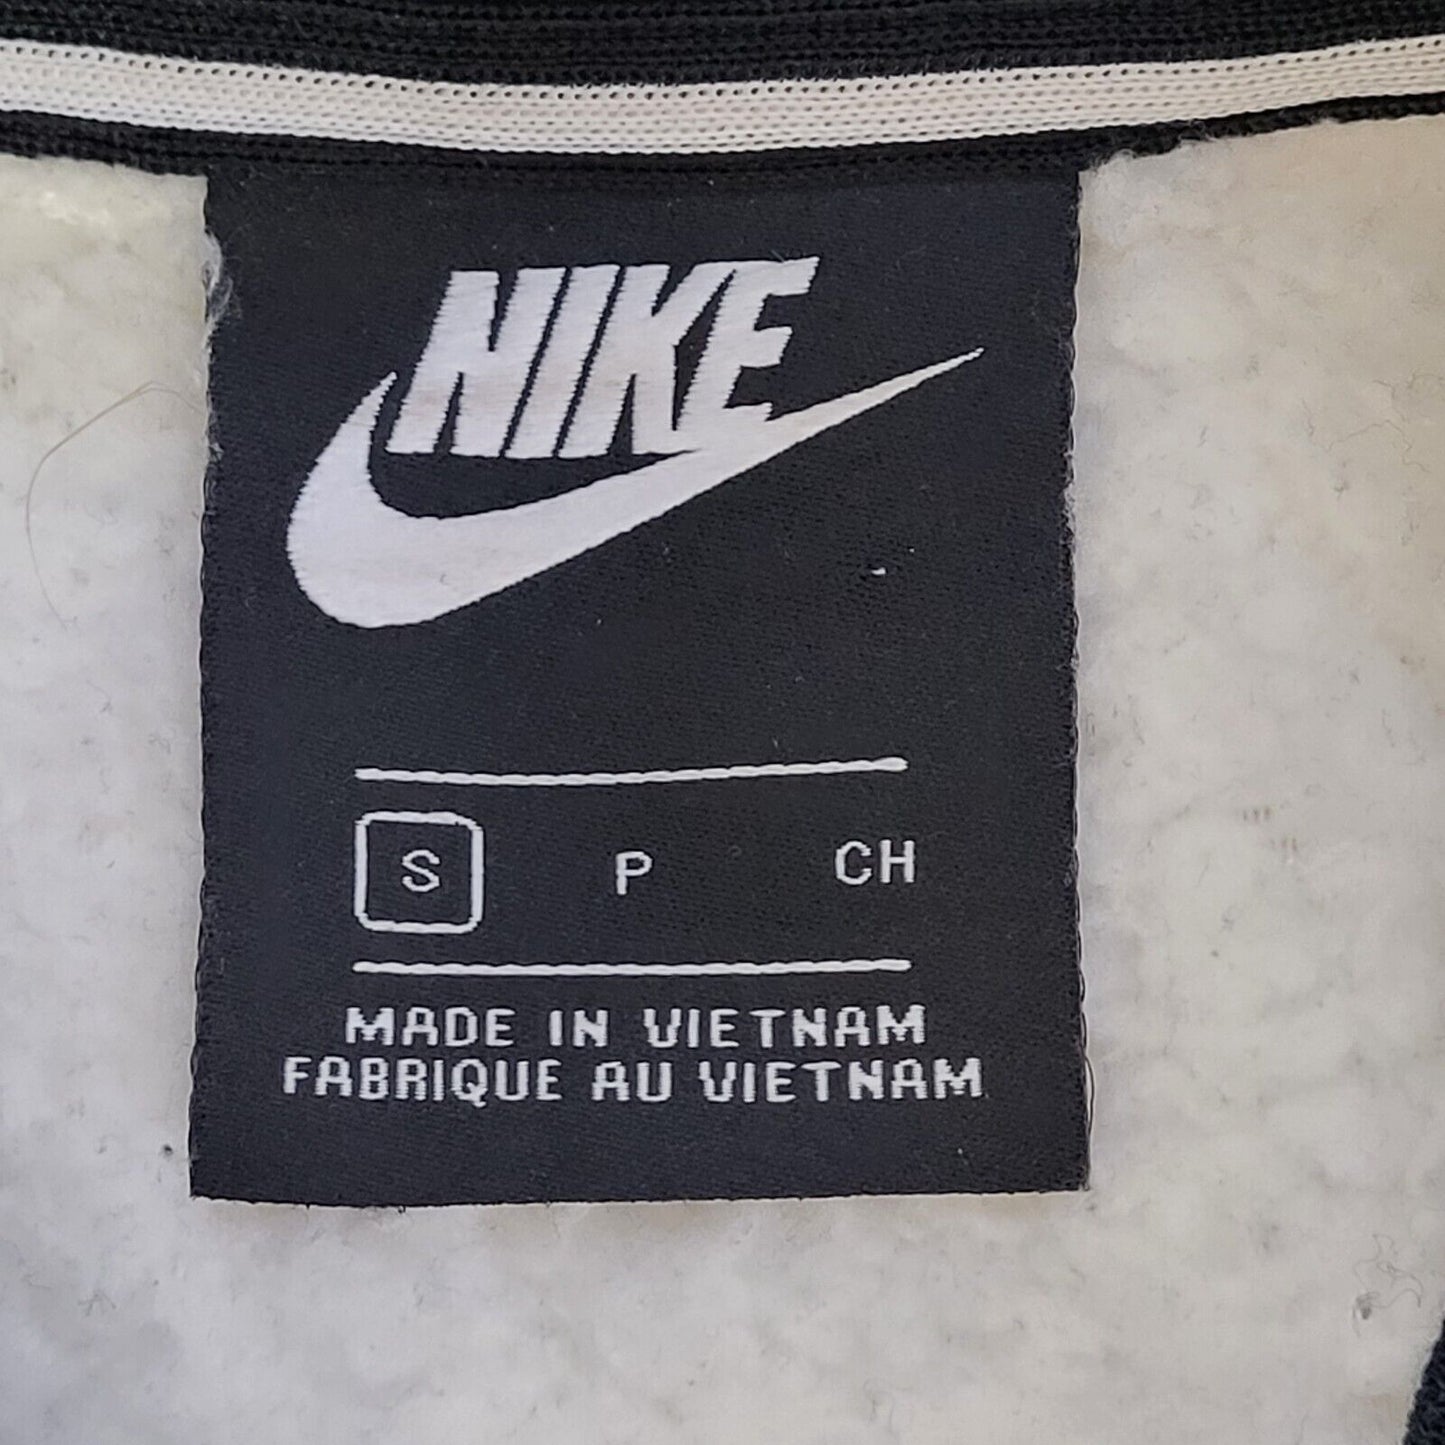 NIKE
S P CH
MADE IN VIETNAM
FABRIQUE AU VIETNAM